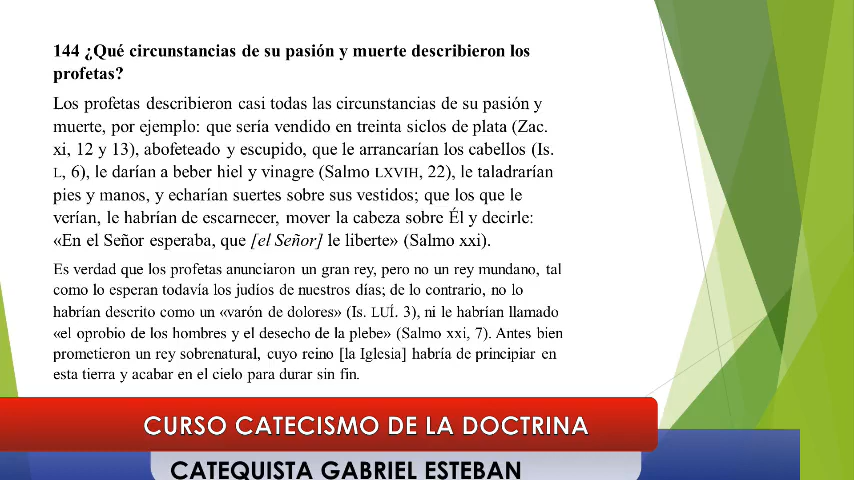 144 ¿Qué circunstancias de su pasión y muerte describieron los
profetas?
Los profetas describieron casi todas las circunstancias de su pasión y
muerte, por ejemplo: que sería vendido en treinta siclos de plata (Zac.
xi, 12 y 13), abofeteado y escupido, que le arrancarían los cabellos (Is.
L, 6), le darían a beber hiel y vinagre (Salmo LXVIH, 22), le taladrarían
pies y manos, y echarían suertes sobre sus vestidos; que los que le
verían, le habrían de escarnecer, mover la cabeza sobre Él y decirle:
«En el Señor esperaba, que [el Señor] le liberte» (Salmo xxi).
Es verdad que los profetas anunciaron un gran rey, pero no un rey mundano, tal
como lo esperan todavía los judíos de nuestros días; de lo contrario, no lo
habrían descrito como un «varón de dolores» (Is. LUÍ. 3), ni le habrían llamado
«el oprobio de los hombres y el desecho de la plebe» (Salmo xxi, 7). Antes bien
prometieron un rey sobrenatural, cuyo reino [la Iglesia] habría de principiar en
esta tierra y acabar en el cielo para durar sin fin.
CURSO CATECISMO DE LA DOCTRINA
CATEQUISTA GABRIEL ESTEBAN